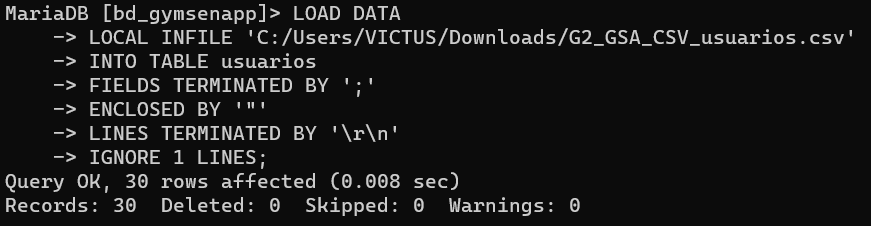 MariaDB [bd_gymsenapp]> LOAD DATA
    -> LOCAL INFILE 'C:/Users/VICTUS/Downloads/G2_GSA_CSV_usuarios.csv'
    -> INTO TABLE usuarios
    -> FIELDS TERMINATED BY ';'
    -> ENCLOSED BY '"'
    -> LINES TERMINATED BY '\r\n'
    -> IGNORE 1 LINES;
Query OK, 30 rows affected (0.008 sec)
Records: 30  Deleted: 0  Skipped: 0  Warnings: 0